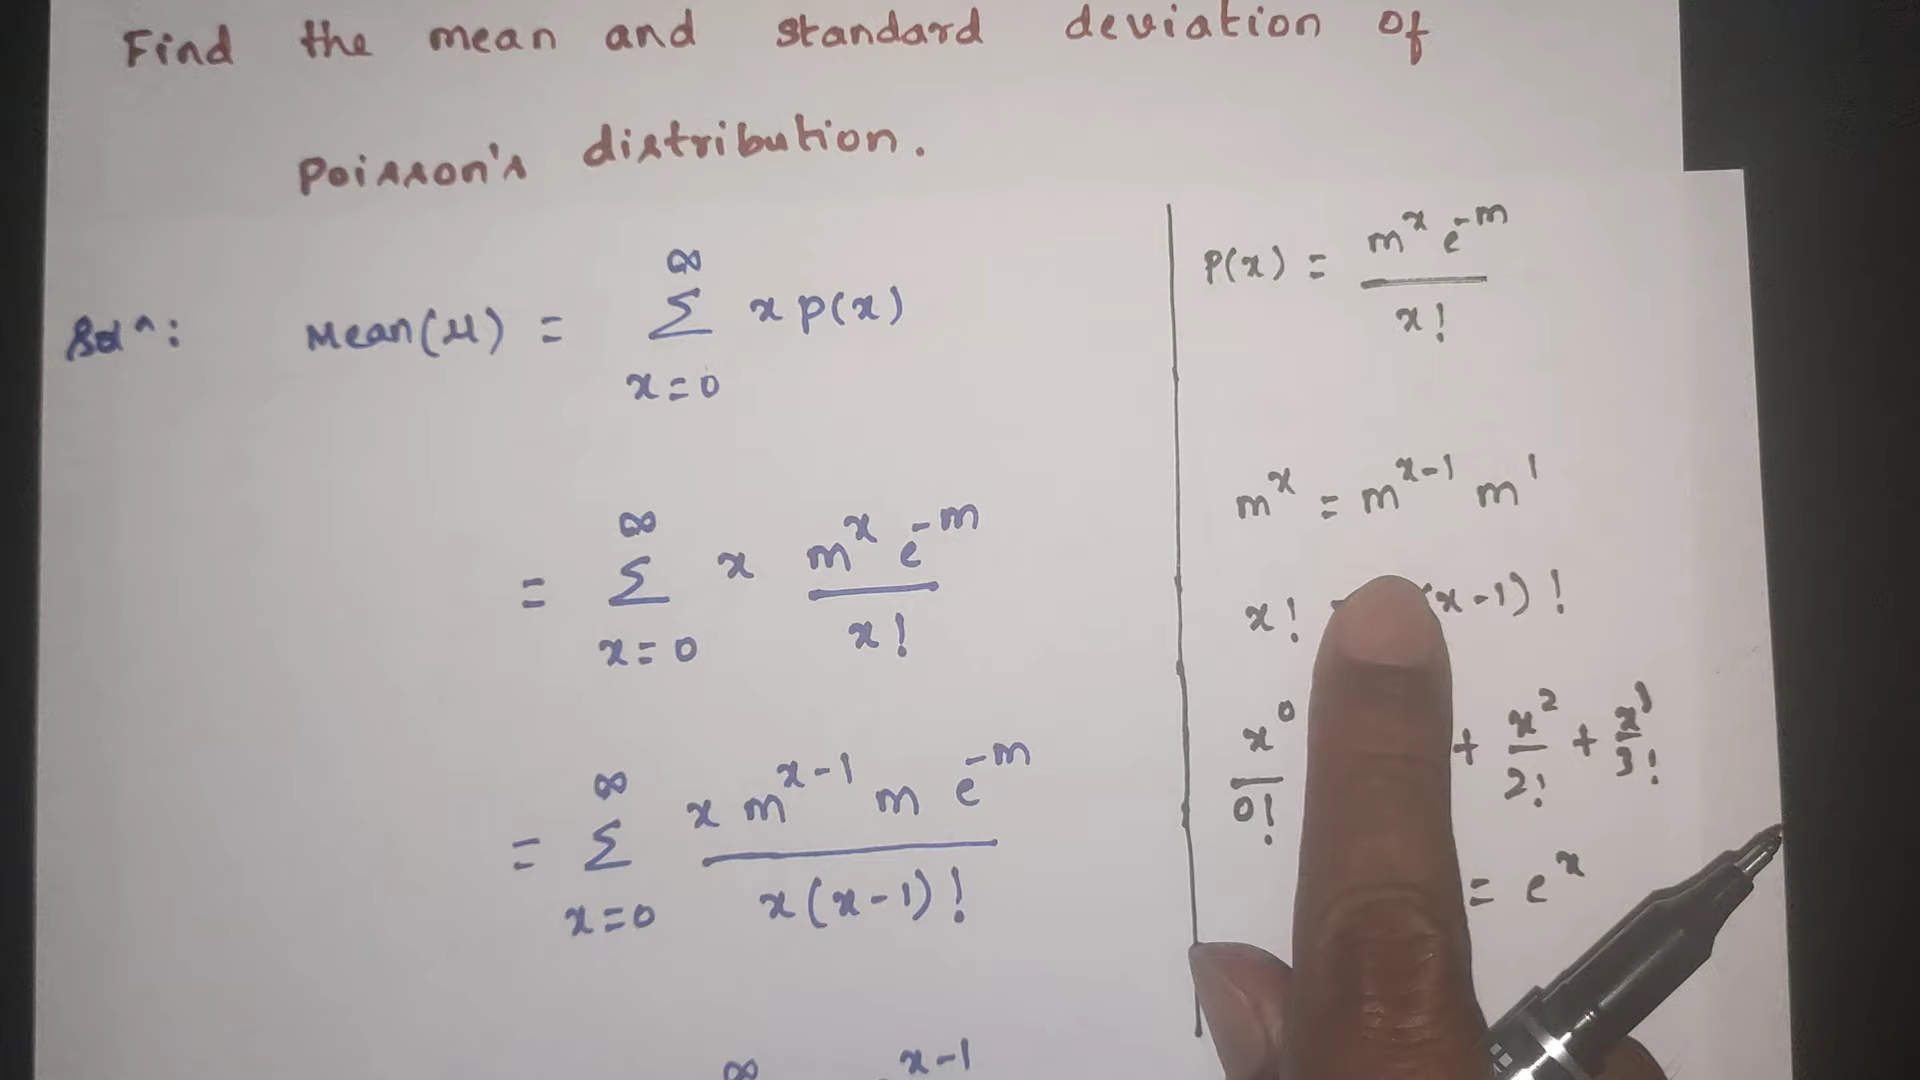 Find the mean and standard deviation of
Poisson's distribution.
Solⁿ: Mean(μ) = ∞ Σ x=0 x p(x)
= ∞ Σ x=0 x m^x e^-m / x!
= ∞ Σ x=0 x m^x-1 m e^-m / x(x-1)!
∞ x-1
P(x) = m^x e^-m / x!
m^x = m^x-1 m^1
x! (x-1)!
x^0 / 0! + x^2 / 2! + x^3 / 3!
= e^x